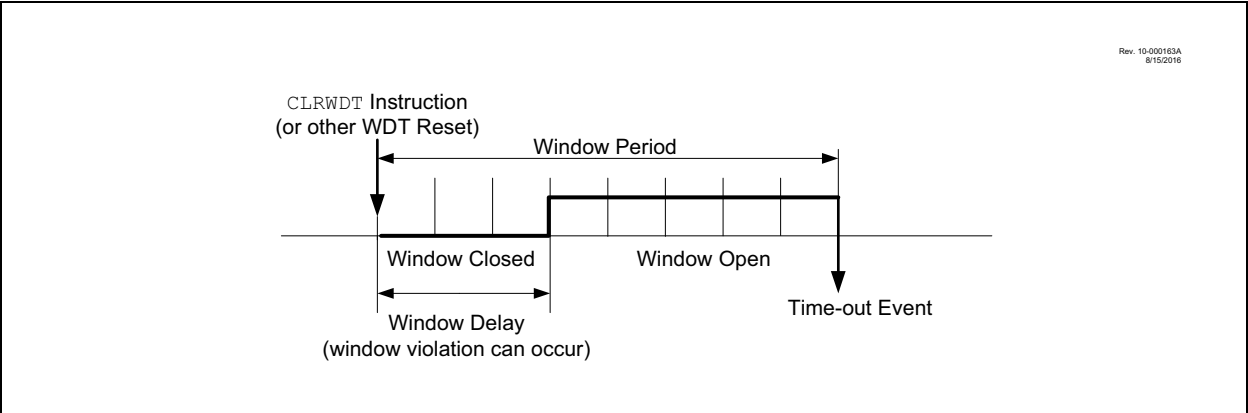 Rev. 10-000163A
8/15/2016
CLRWDT Instruction
(or other WDT Reset)
Window Period
Window Closed
Window Open
Window Delay
(window violation can occur)
Time-out Event